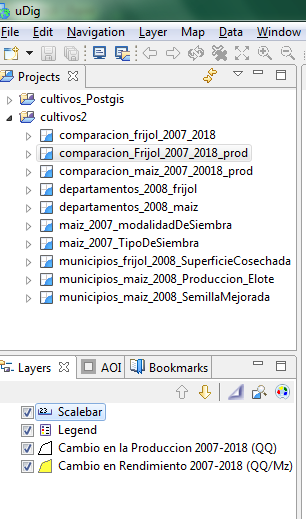 uDig
File Edit Navigation Layer Map Data Window
Projects
cultivos_Postgis
cultivos2
comparacion_frijol_2007_2018
comparacion_Frijol_2007_20018_prod
comparacion_maiz_2007_20018_prod
departamentos_2008_frijol
departamentos_2008_maiz
maiz_2007_modalidadDeSiembra
maiz_2007_TipoDeSiembra
municipios_frijol_2008_SuperficieCosechada
municipios_maiz_2008_Produccion_Elote
municipios_maiz_2008_SemillaMejorada
Layers AOI Bookmarks
Scalebar
Legend
Cambio en la Produccion 2007-2018 (QQ)
Cambio en Rendimiento 2007-2018 (QQ/Mz)